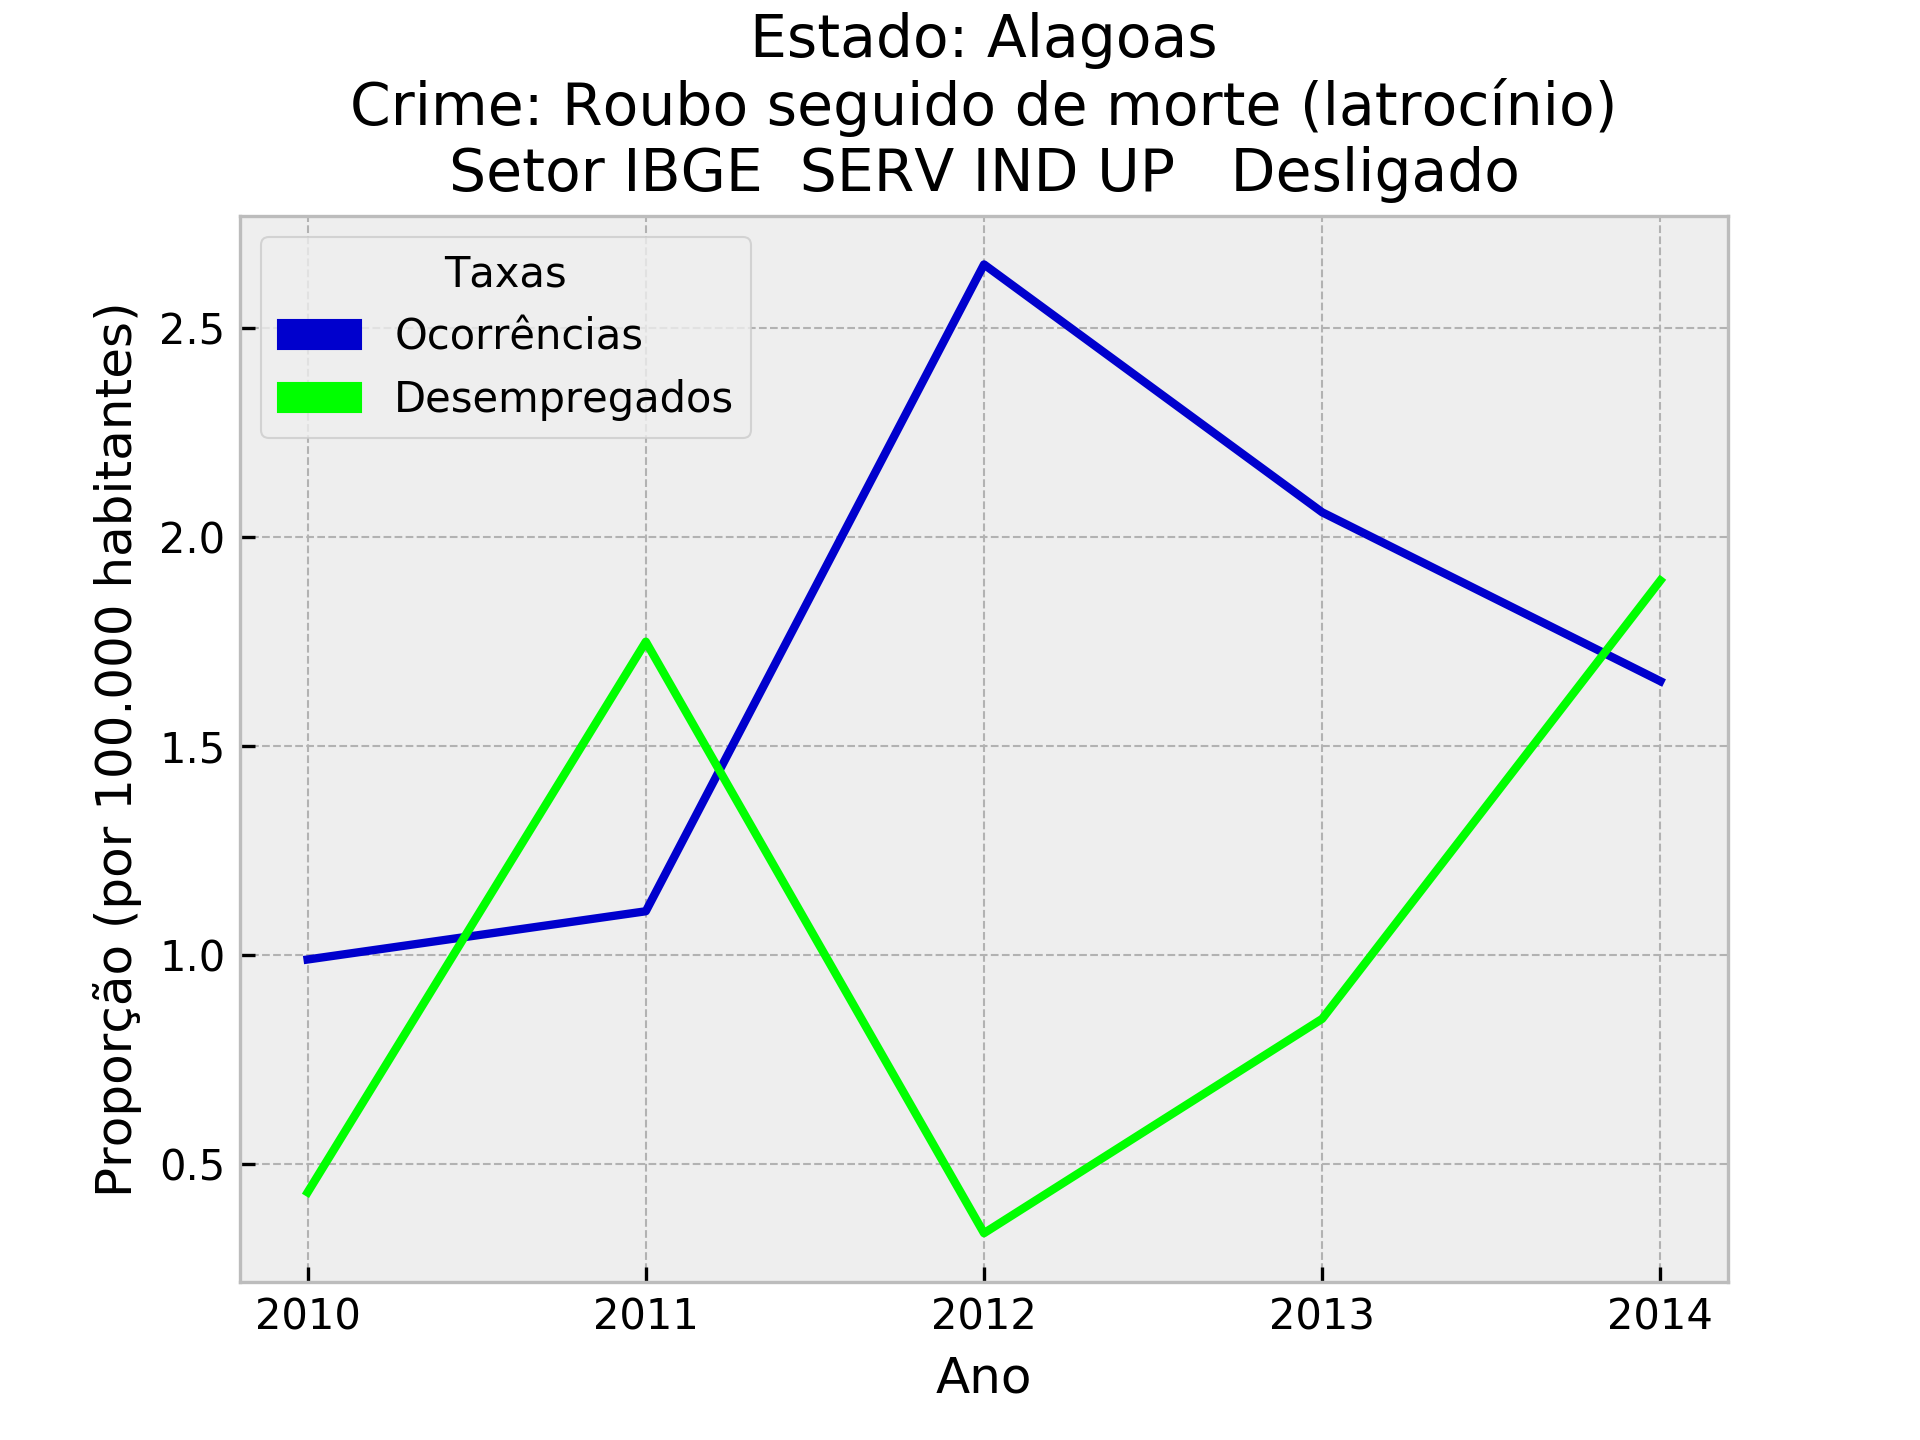 Estado: Alagoas
Crime: Roubo seguido de morte (latrocínio)
Setor IBGE  SERV IND UP   Desligado
Taxas
Ocorrências
Desempregados
Proporção (por 100.000 habitantes)
2.5
2.0
1.5
1.0
0.5
2010 2011 2012 2013 2014
Ano